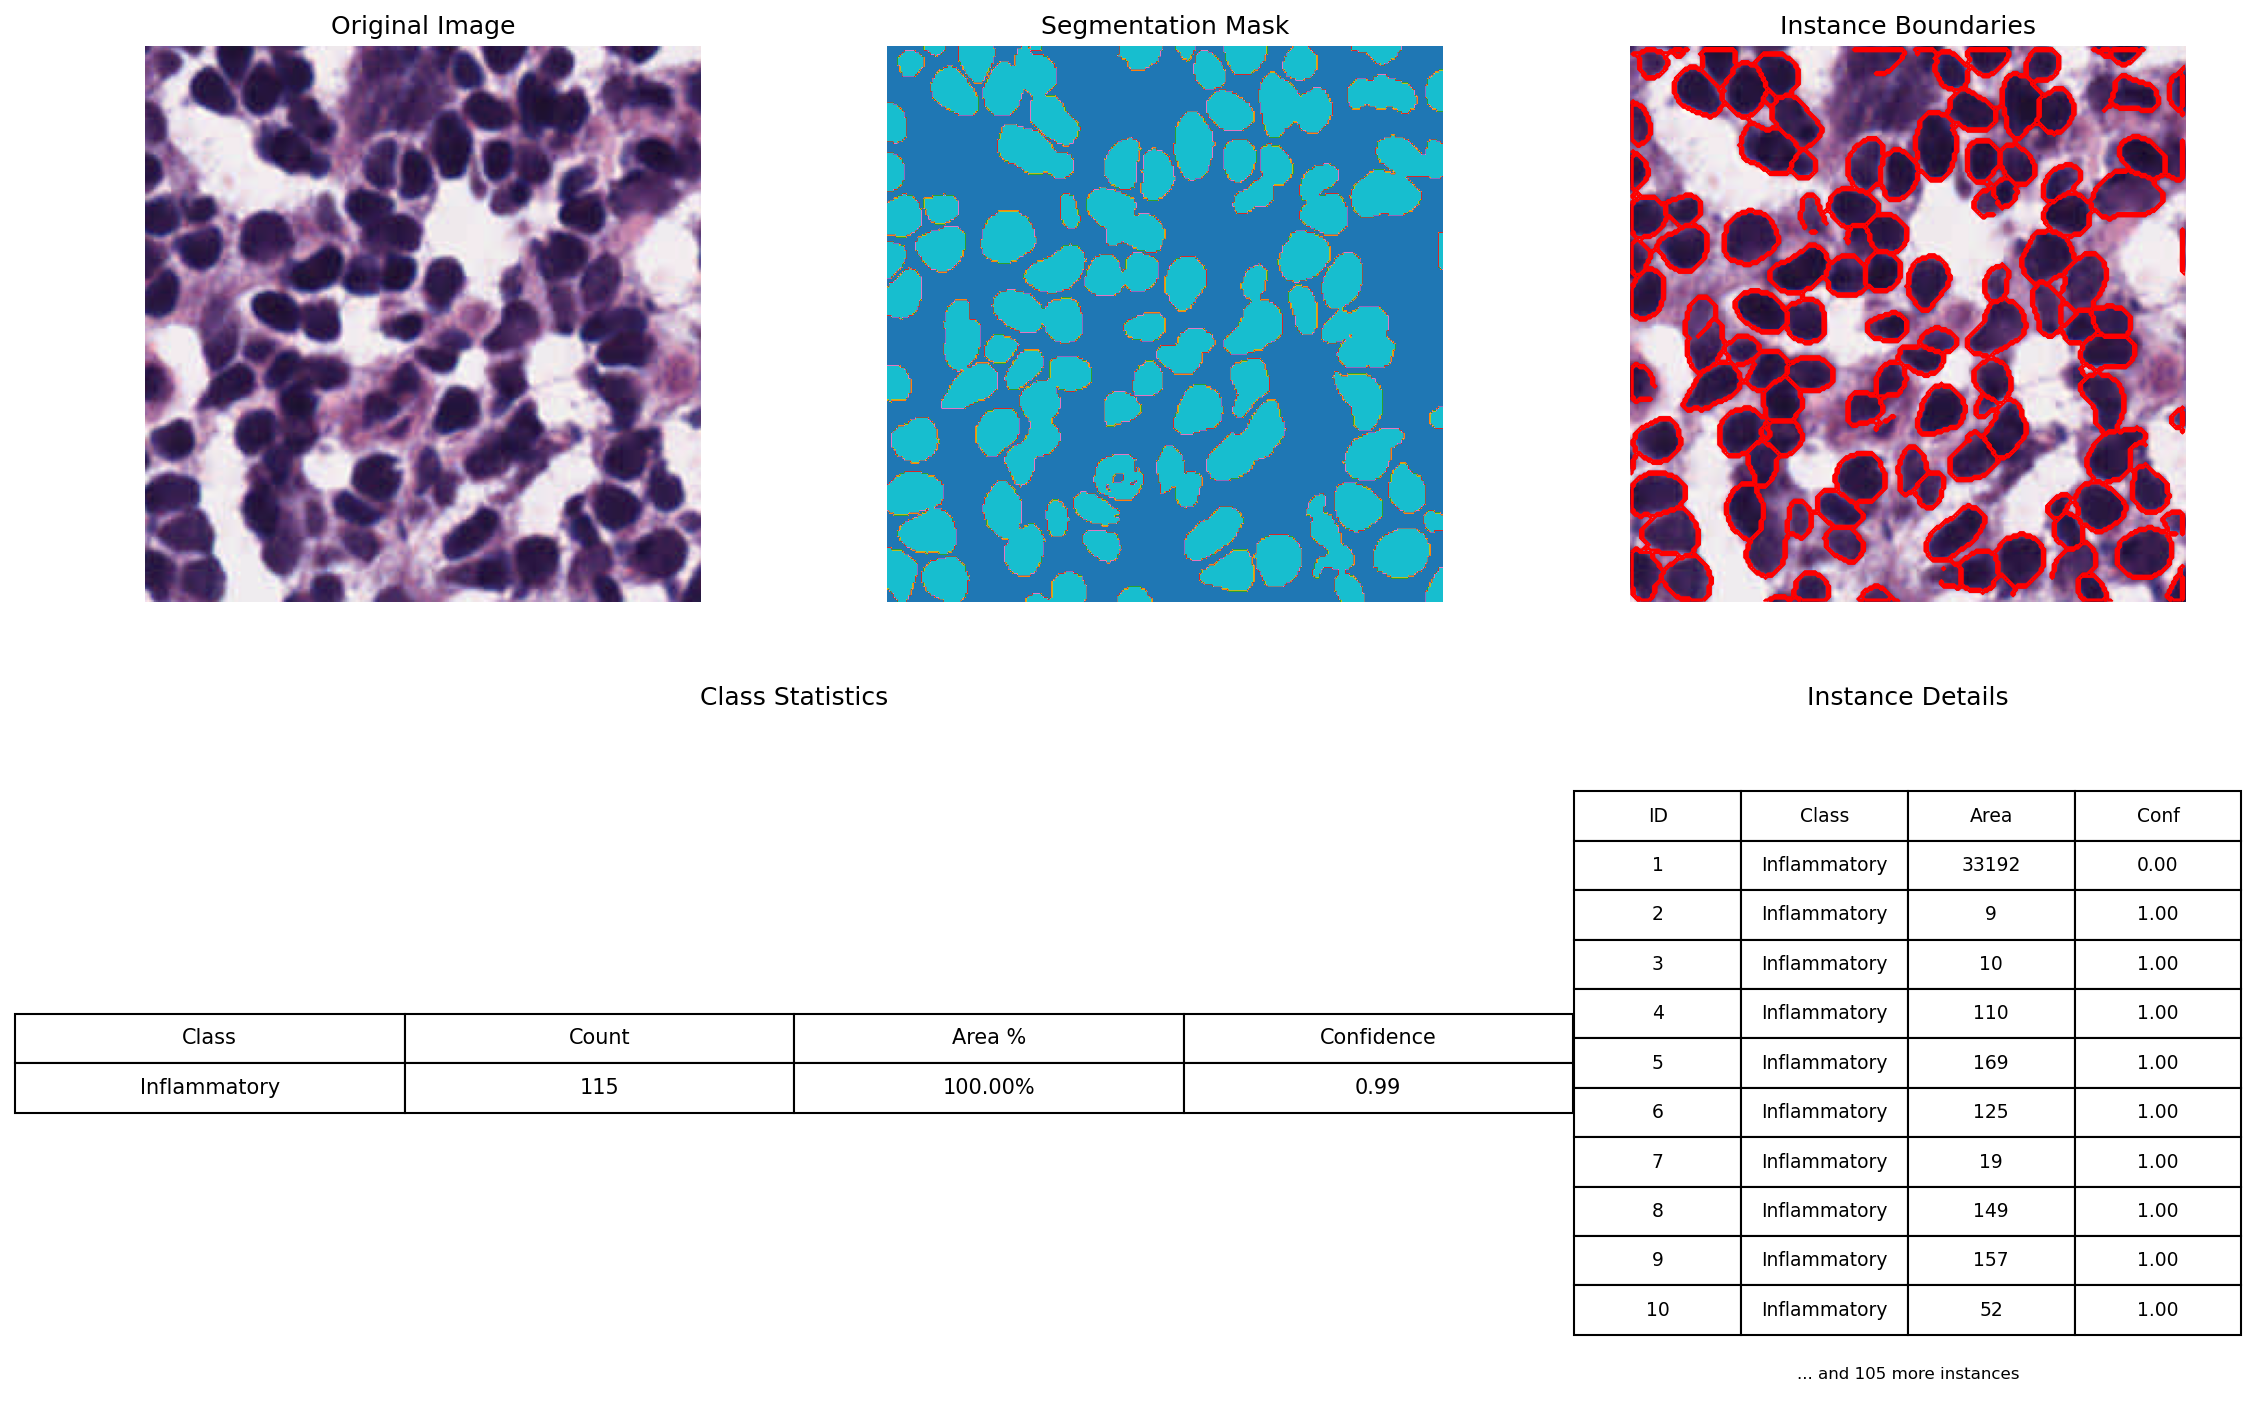 Original Image
Segmentation Mask
Instance Boundaries
Class Statistics
Class Count Area % Confidence
Inflammatory 115 100.00% 0.99
Instance Details
ID Class Area Conf
1 Inflammatory 33192 0.00
2 Inflammatory 9 1.00
3 Inflammatory 10 1.00
4 Inflammatory 110 1.00
5 Inflammatory 169 1.00
6 Inflammatory 125 1.00
7 Inflammatory 19 1.00
8 Inflammatory 149 1.00
9 Inflammatory 157 1.00
10 Inflammatory 52 1.00
... and 105 more instances